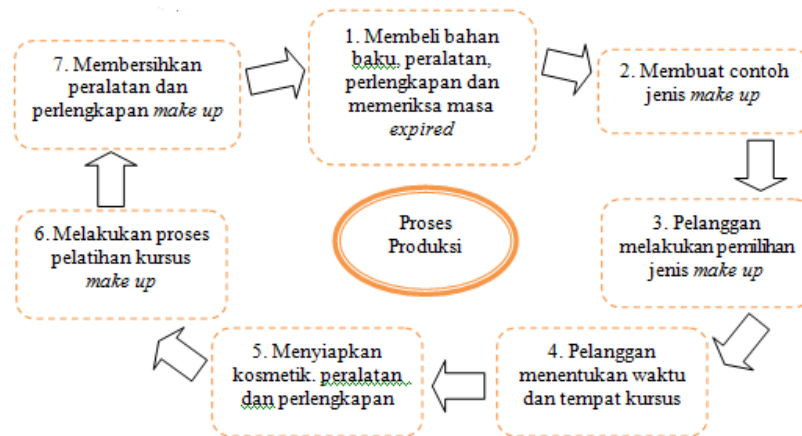 1. Membeli bahan
baku, peralatan,
perlengkapan dan
memeriksa masa
expired
2. Membuat contoh
jenis make up
3. Pelanggan
melakukan pemilihan
jenis make up
4. Pelanggan
menentukan waktu
dan tempat kursus
5. Menyiapkan
kosmetik. peralatan
dan perlengkapan
6. Melakukan proses
pelatihan kursus
make up
7. Membersihkan
peralatan dan
perlengkapan make up
Proses
Produksi